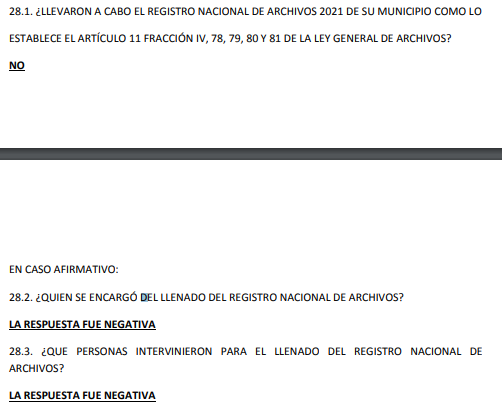 28.1. ¿LLEVARON A CABO EL REGISTRO NACIONAL DE ARCHIVOS 2021 DE SU MUNICIPIO COMO LO
ESTABLECE EL ARTÍCULO 11 FRACCIÓN IV, 78, 79, 80 Y 81 DE LA LEY GENERAL DE ARCHIVOS?
NO
EN CASO AFIRMATIVO:
28.2. ¿QUIEN SE ENCARGÓ DEL LLENADO DEL REGISTRO NACIONAL DE ARCHIVOS?
LA RESPUESTA FUE NEGATIVA
28.3. ¿QUE PERSONAS INTERVINIERON PARA EL LLENADO DEL REGISTRO NACIONAL DE
ARCHIVOS?
LA RESPUESTA FUE NEGATIVA